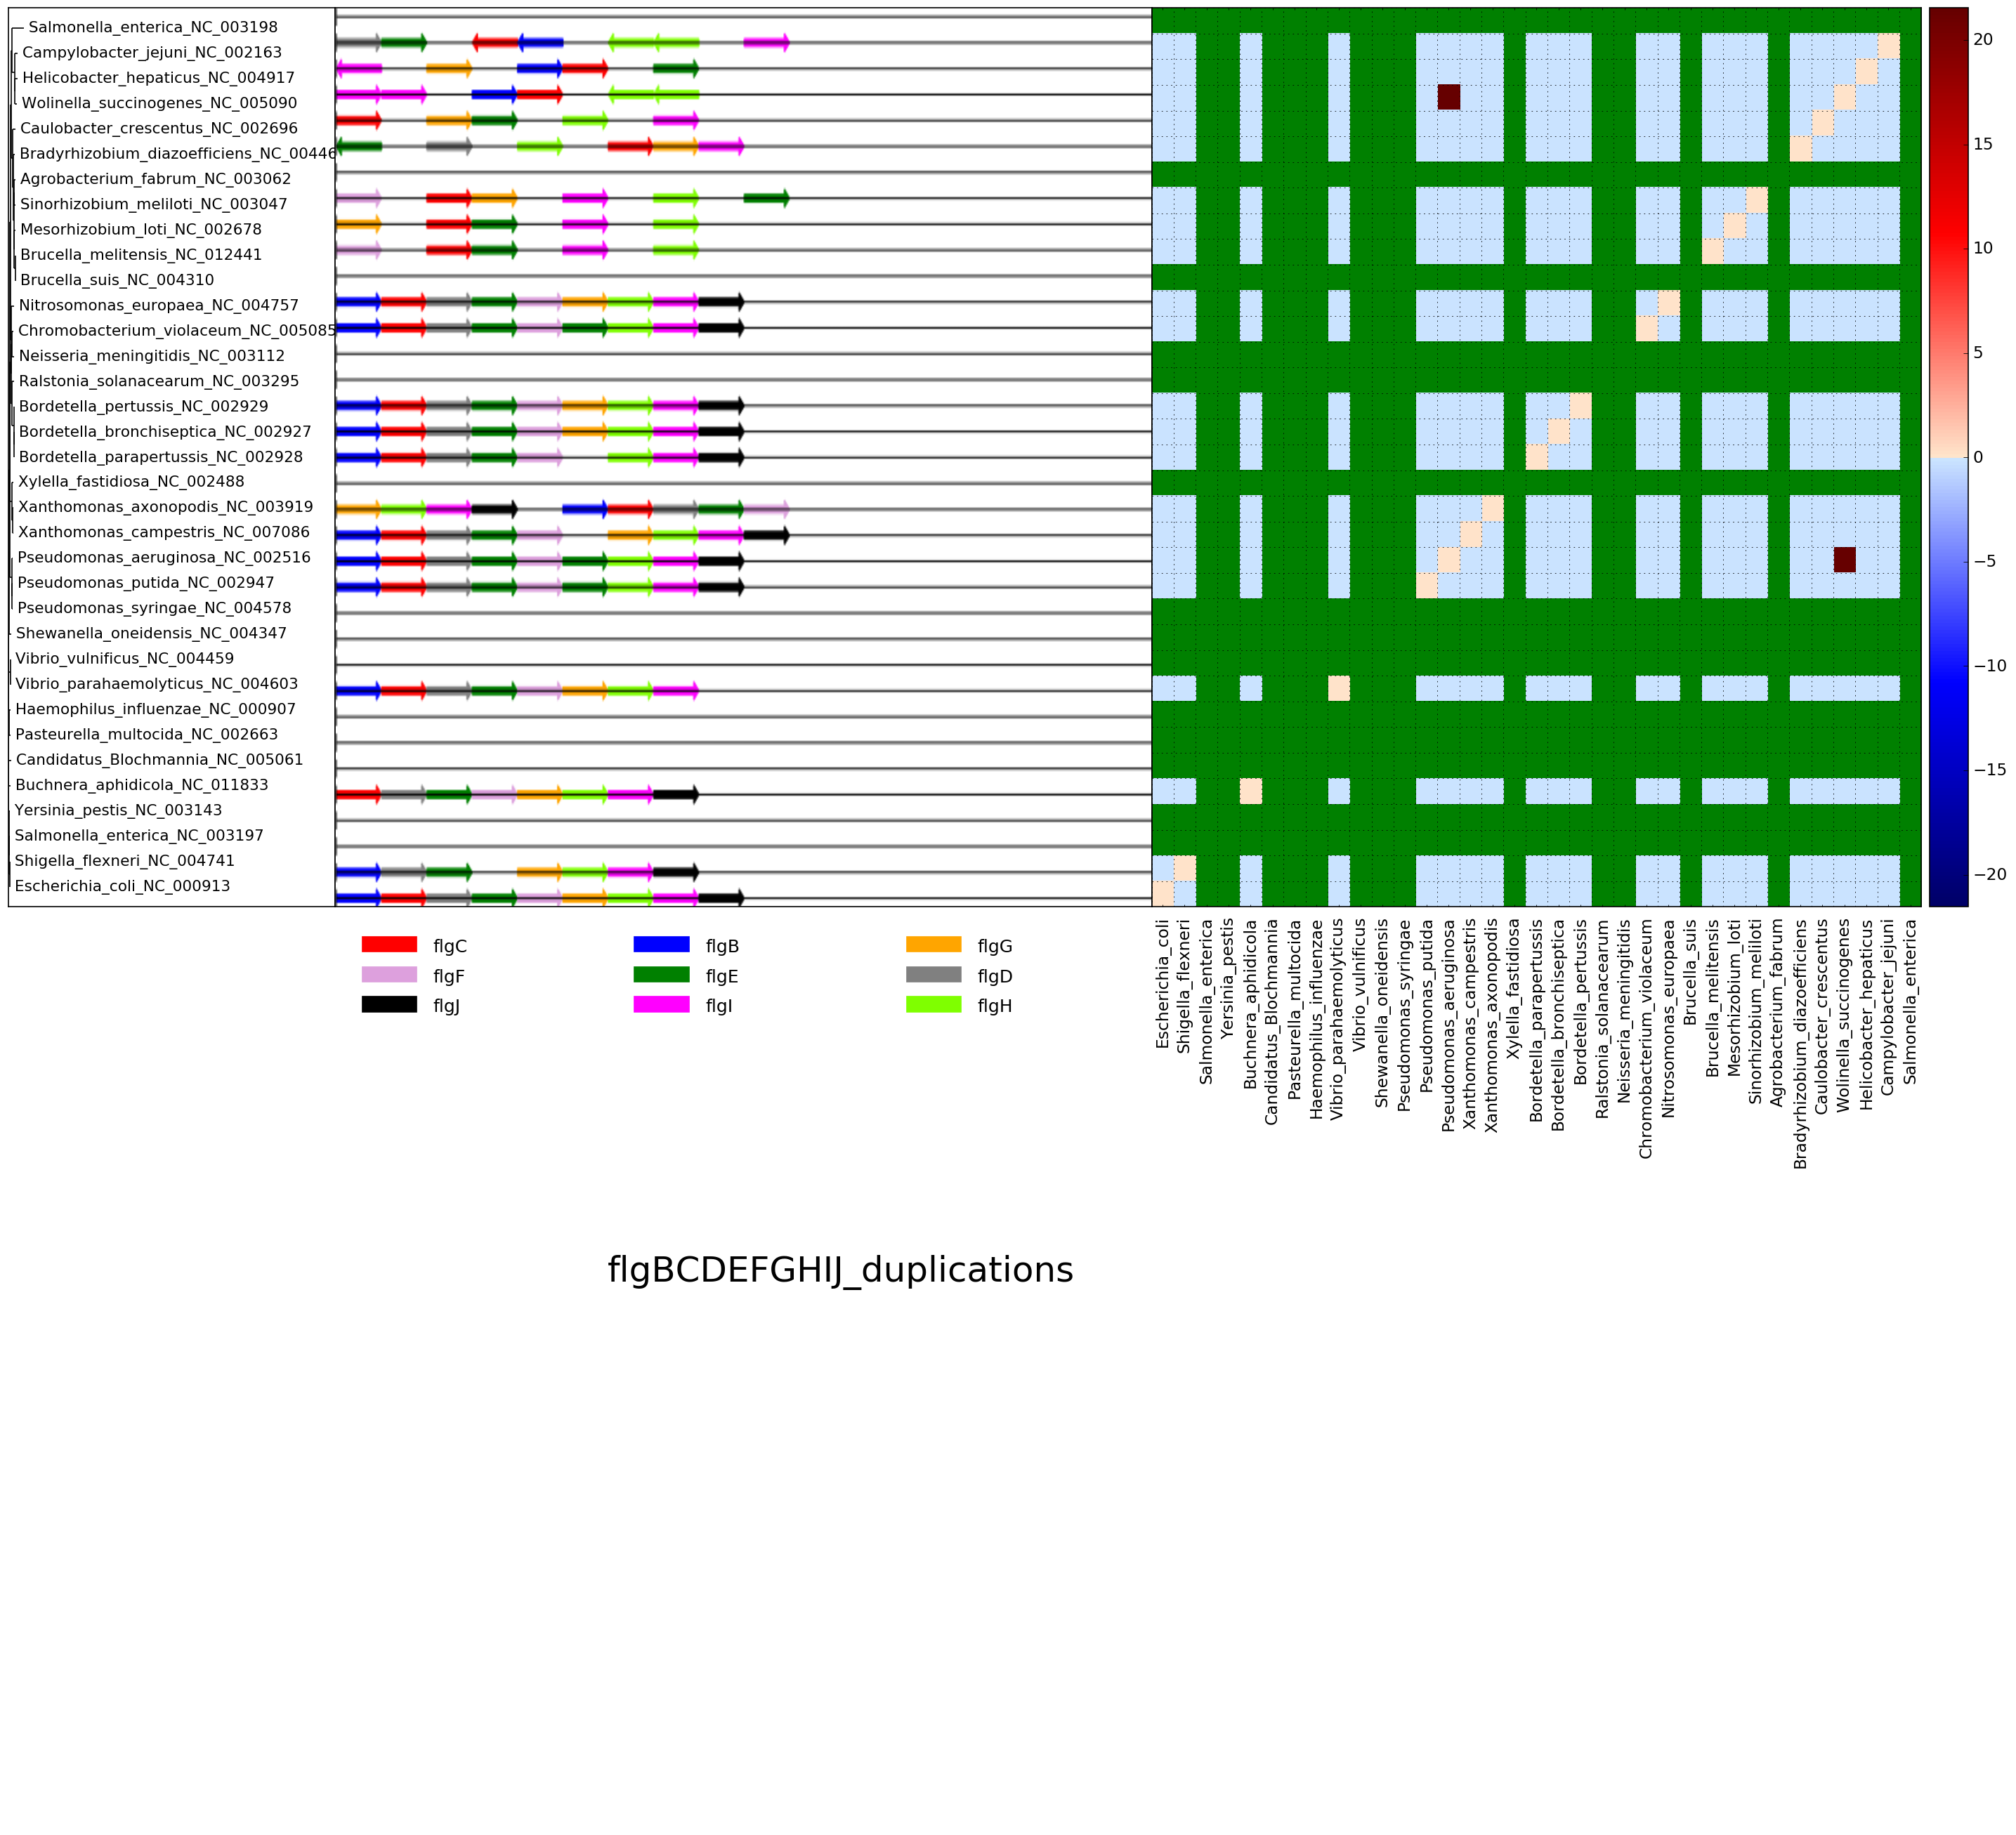 Salmonella_enterica_NC_003198
Campylobacter_jejuni_NC_002163
Helicobacter_hepaticus_NC_004917
Wolinella_succinogenes_NC_005090
Caulobacter_crescentus_NC_002696
Bradyrhizobium_diazoefficiens_NC_00446
Agrobacterium_fabrum_NC_003062
Sinorhizobium_meliloti_NC_003047
Mesorhizobium_loti_NC_002678
Brucella_melitensis_NC_012441
Brucella_suis_NC_004310
Nitrosomonas_europaea_NC_004757
Chromobacterium_violaceum_NC_005085
Neisseria_meningitidis_NC_003112
Ralstonia_solanacearum_NC_003295
Bordetella_pertussis_NC_002929
Bordetella_bronchiseptica_NC_002927
Bordetella_parapertussis_NC_002928
Xylella_fastidiosa_NC_002488
Xanthomonas_axonopodis_NC_003919
Xanthomonas_campestris_NC_007086
Pseudomonas_aeruginosa_NC_002516
Pseudomonas_putida_NC_002947
Pseudomonas_syringae_NC_004578
Shewanella_oneidensis_NC_004347
Vibrio_vulnificus_NC_004459
Vibrio_parahaemolyticus_NC_004603
Haemophilus_influenzae_NC_000907
Pasteurella_multocida_NC_002663
Candidatus_Blochmannia_NC_005061
Buchnera_aphidicola_NC_011833
Yersinia_pestis_NC_003143
Salmonella_enterica_NC_003197
Shigella_flexneri_NC_004741
Escherichia_coli_NC_000913
20
15
10
5
0
−5
−10
−15
−20
Escherichia_coli
Shigella_flexneri
Salmonella_enterica
Yersinia_pestis
Buchnera_aphidicola
Candidatus_Blochmannia
Pasteurella_multocida
Haemophilus_influenzae
Vibrio_parahaemolyticus
Vibrio_vulnificus
Shewanella_oneidensis
Pseudomonas_syringae
Pseudomonas_putida
Pseudomonas_aeruginosa
Xanthomonas_campestris
Xanthomonas_axonopodis
Xylella_fastidiosa
Bordetella_parapertussis
Bordetella_bronchiseptica
Bordetella_pertussis
Ralstonia_solanacearum
Neisseria_meningitidis
Chromobacterium_violaceum
Nitrosomonas_europaea
Brucella_suis
Brucella_melitensis
Mesorhizobium_loti
Sinorhizobium_meliloti
Agrobacterium_fabrum
Bradyrhizobium_diazoefficiens
Caulobacter_crescentus
Wolinella_succinogenes
Helicobacter_hepaticus
Campylobacter_jejuni
Salmonella_enterica
flgC flgB flgG
flgF flgE flgD
flgJ flgI flgH
flgBCDEFGHIJ_duplications